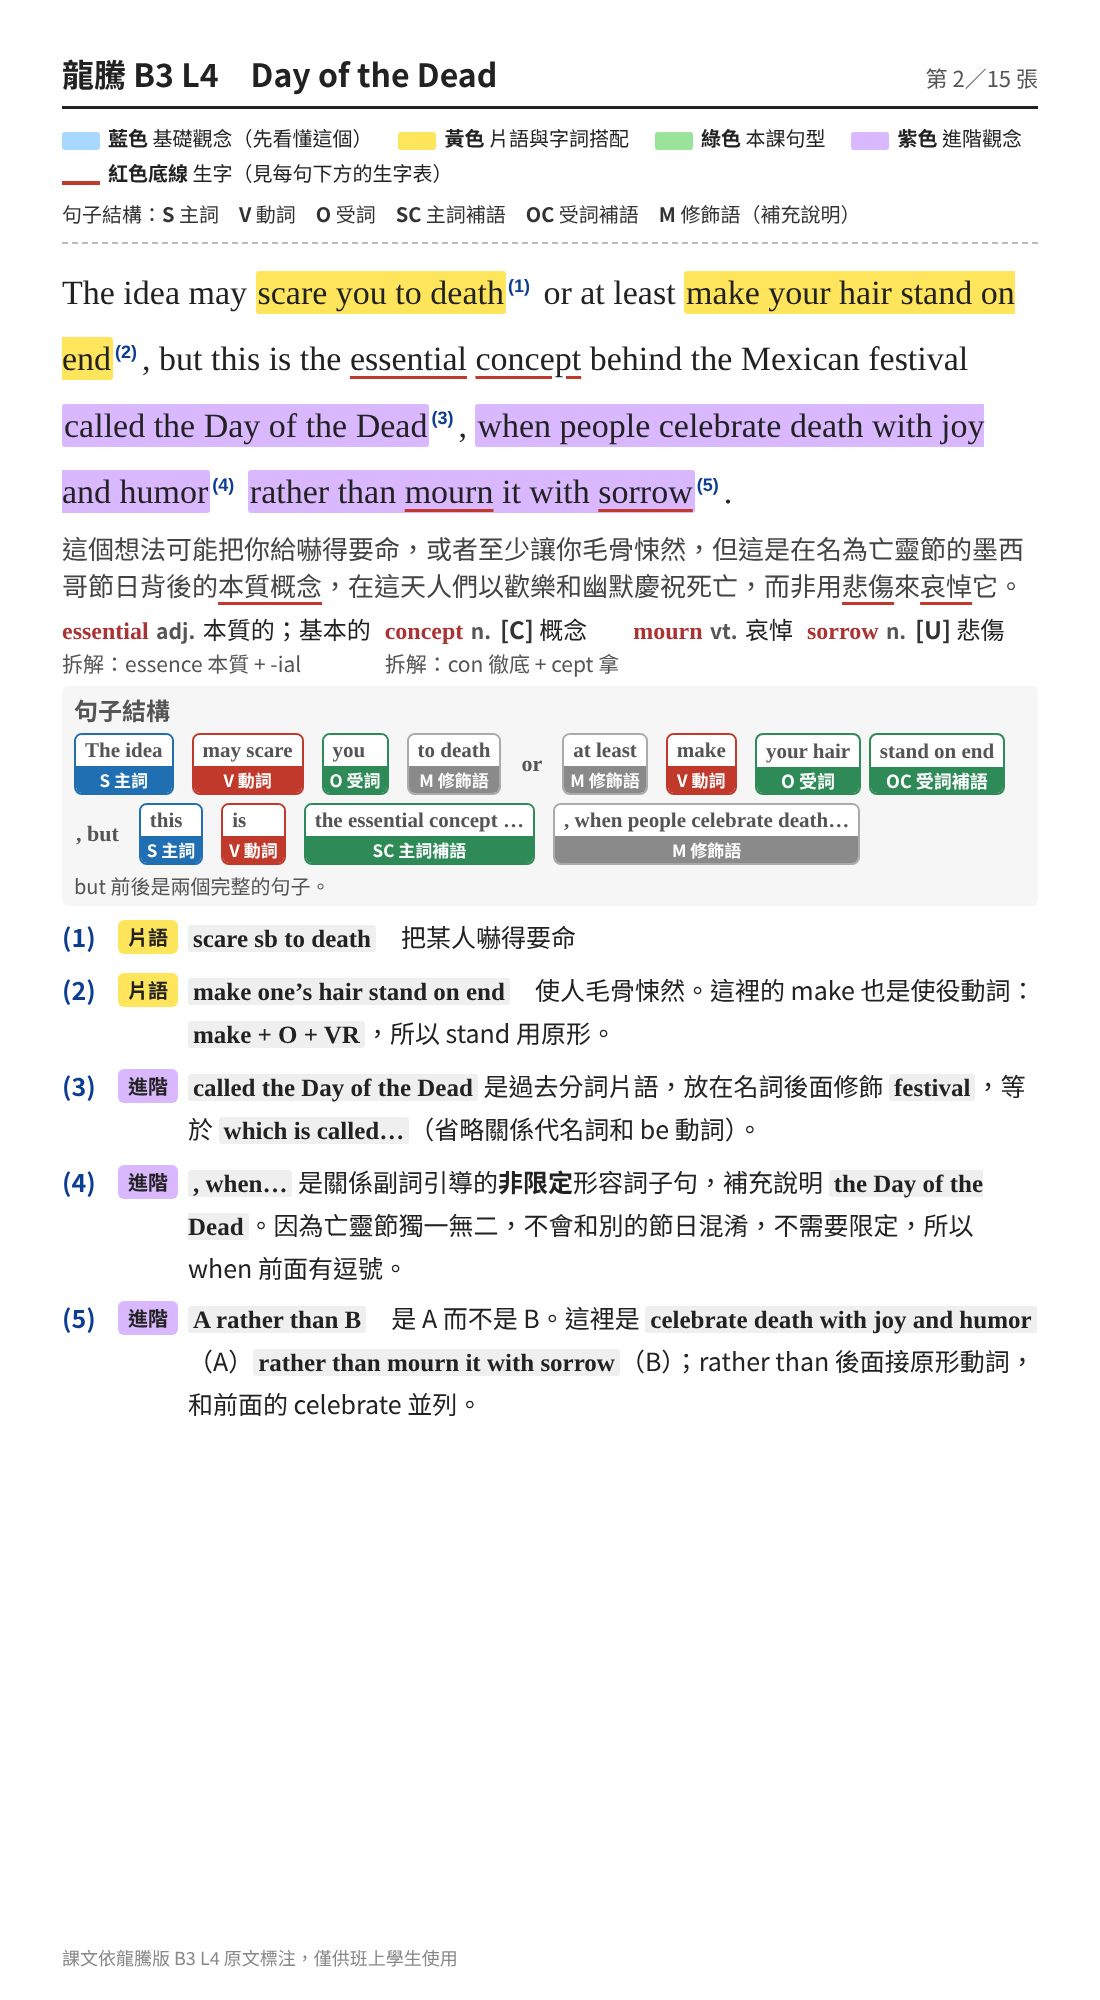 龍騰 B3 L4　Day of the Dead
第 2／15 張
藍色 基礎觀念（先看懂這個） 黃色 片語與字詞搭配 綠色 本課句型 紫色 進階觀念
紅色底線 生字（見每句下方的生字表）
句子結構：S 主詞 V 動詞 O 受詞 SC 主詞補語 OC 受詞補語 M 修飾語（補充說明）
The idea may scare you to death(1) or at least make your hair stand on
end(2), but this is the essential concept behind the Mexican festival
called the Day of the Dead(3), when people celebrate death with joy
and humor(4) rather than mourn it with sorrow(5).
這個想法可能把你給嚇得要命，或者至少讓你毛骨悚然，但這是在名為亡靈節的墨西
哥節日背後的本質概念，在這天人們以歡樂和幽默慶祝死亡，而非用悲傷來哀悼它。
essential adj. 本質的；基本的 concept n. [C] 概念 mourn vt. 哀悼 sorrow n. [U] 悲傷
拆解：essence 本質 + -ial 拆解：con 徹底 + cept 拿
句子結構
The idea may scare you to death or at least make your hair stand on end
S 主詞 V 動詞 O 受詞 M 修飾語 M 修飾語 V 動詞 O 受詞 OC 受詞補語
, but this is the essential concept … , when people celebrate death…
S 主詞 V 動詞 SC 主詞補語 M 修飾語
but 前後是兩個完整的句子。
(1) 片語 scare sb to death　把某人嚇得要命
(2) 片語 make one’s hair stand on end　使人毛骨悚然。這裡的 make 也是使役動詞：
make + O + VR，所以 stand 用原形。
(3) 進階 called the Day of the Dead 是過去分詞片語，放在名詞後面修飾 festival，等
於 which is called…（省略關係代名詞和 be 動詞）。
(4) 進階 , when… 是關係副詞引導的非限定形容詞子句，補充說明 the Day of the
Dead。因為亡靈節獨一無二，不會和別的節日混淆，不需要限定，所以
when 前面有逗號。
(5) 進階 A rather than B　是 A 而不是 B。這裡是 celebrate death with joy and humor
（A）rather than mourn it with sorrow（B）；rather than 後面接原形動詞，
和前面的 celebrate 並列。
課文依龍騰版 B3 L4 原文標注，僅供班上學生使用